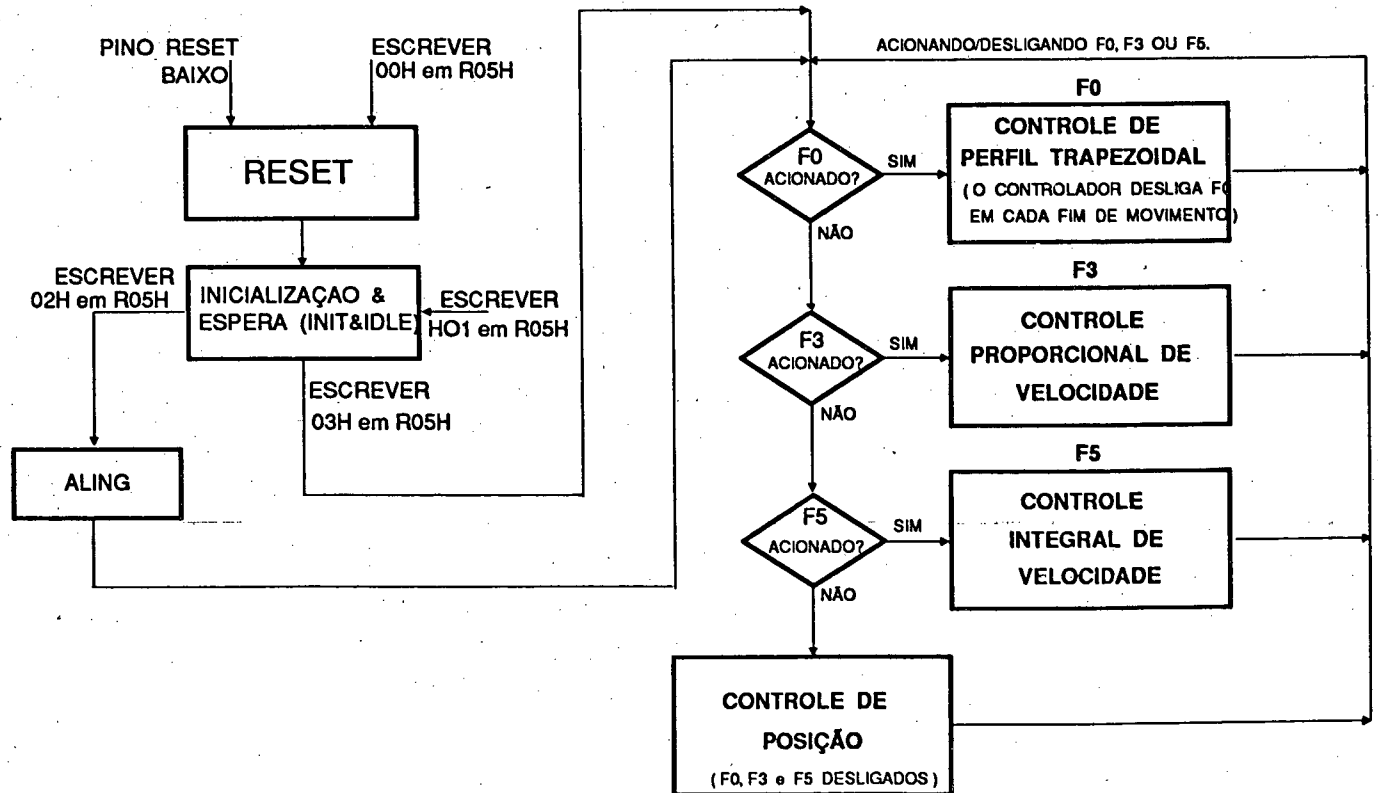 PINO RESET
BAIXO
ESCREVER
00H em R05H
RESET
ESCREVER
02H em R05H
INICIALIZAÇAO &
ESPERA (INIT&IDLE)
ESCREVER
HO1 em R05H
ESCREVER
03H em R05H
ALING
ACIONANDO/DESLIGANDO F0, F3 OU F5.
F0
ACIONADO?
SIM
NÃO
F0
CONTROLE DE
PERFIL TRAPEZOIDAL
( O CONTROLADOR DESLIGA F0
EM CADA FIM DE MOVIMENTO )
F3
ACIONADO?
SIM
NÃO
F3
CONTROLE
PROPORCIONAL DE
VELOCIDADE
F5
ACIONADO?
SIM
NÃO
F5
CONTROLE
INTEGRAL DE
VELOCIDADE
CONTROLE DE
POSIÇÃO
( F0, F3 e F5 DESLIGADOS )